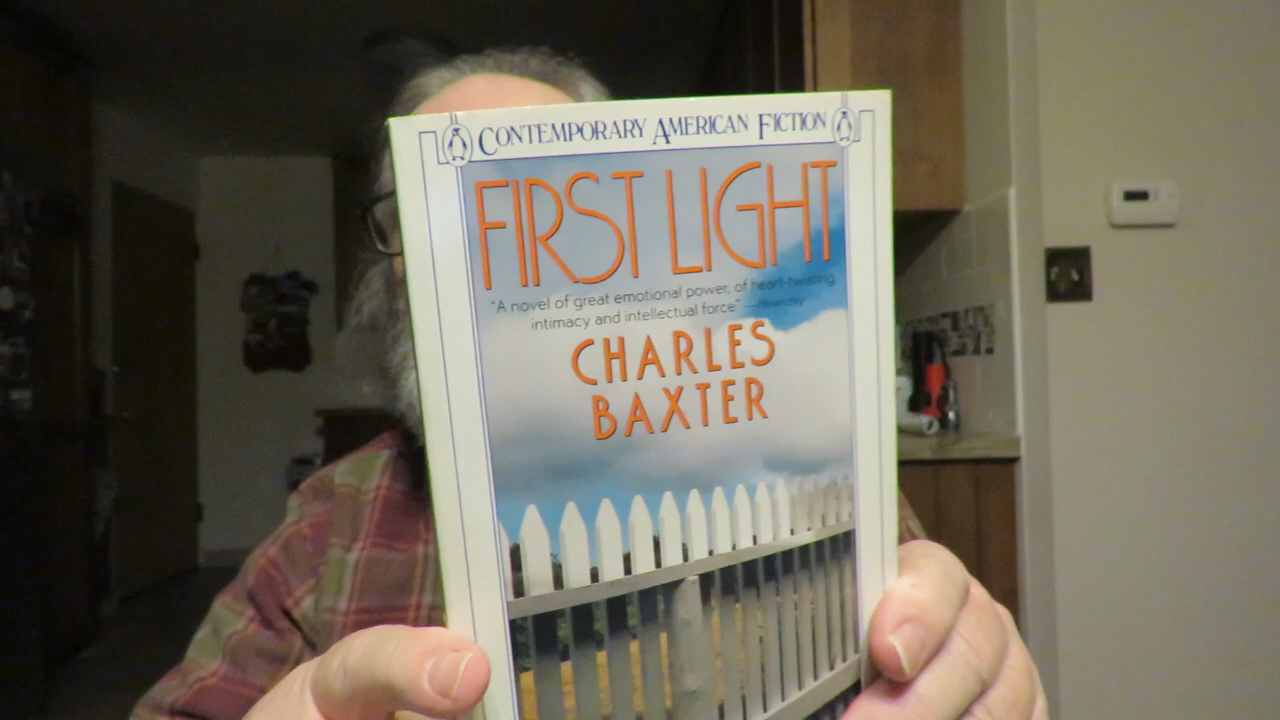 CONTEMPORARY AMERICAN FICTION
FIRST LIGHT
"A novel of great emotional power, of heart-twisting
intimacy and intellectual force" —Newsday
CHARLES
BAXTER